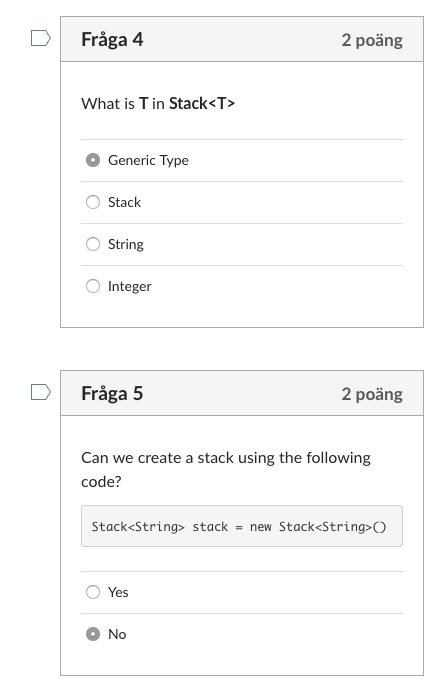 Fråga 4
2 poäng
What is T in Stack<T>
Generic Type
Stack
String
Integer
Fråga 5
2 poäng
Can we create a stack using the following
code?
Stack<String> stack = new Stack<String>()
Yes
No